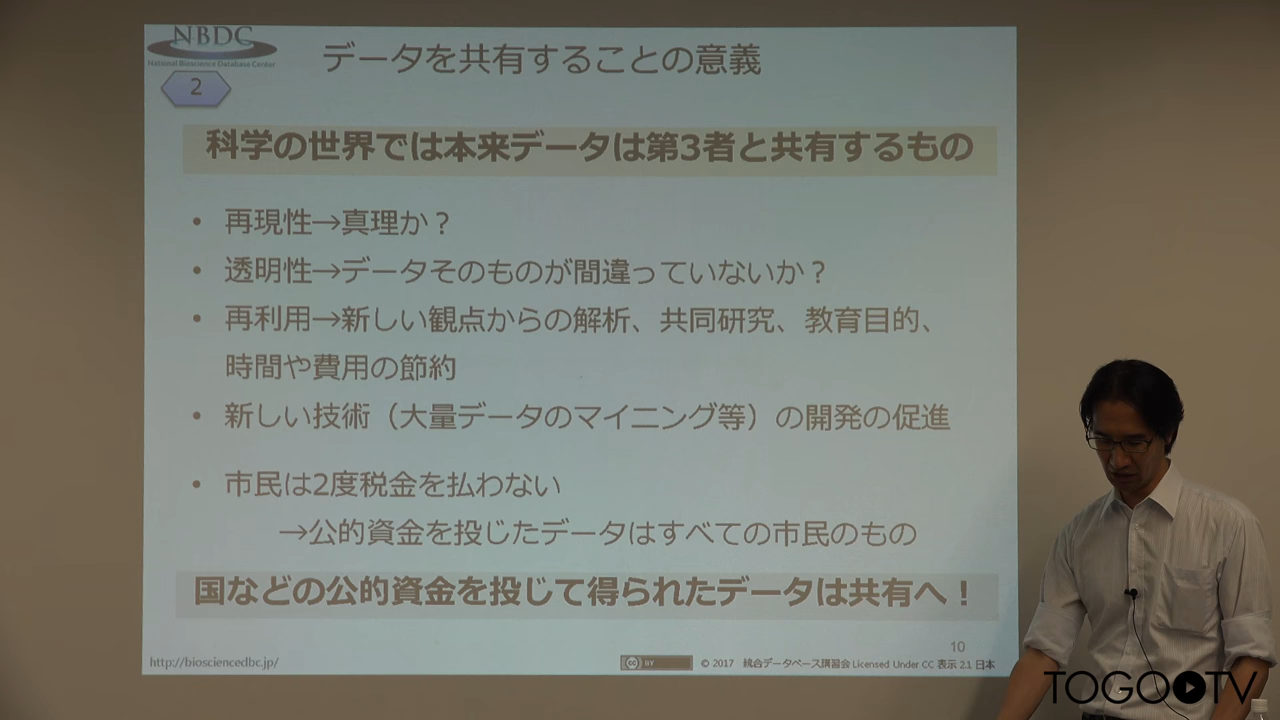 NBDC
National Bioscience Database Center
データを共有することの意義
2
科学の世界では本来データは第3者と共有するもの
• 再現性→真理か？
• 透明性→データそのものが間違っていないか？
• 再利用→新しい観点からの解析、共同研究、教育目的、
時間や費用の節約
• 新しい技術（大量データのマイニング等）の開発の促進
• 市民は2度税金を払わない
→公的資金を投じたデータはすべての市民のもの
国などの公的資金を投じて得られたデータは共有へ！
10
http://biosciencedbc.jp/
cc BY
© 2017 統合データベース講習会 Licensed Under CC 表示 2.1 日本
TOGOTV